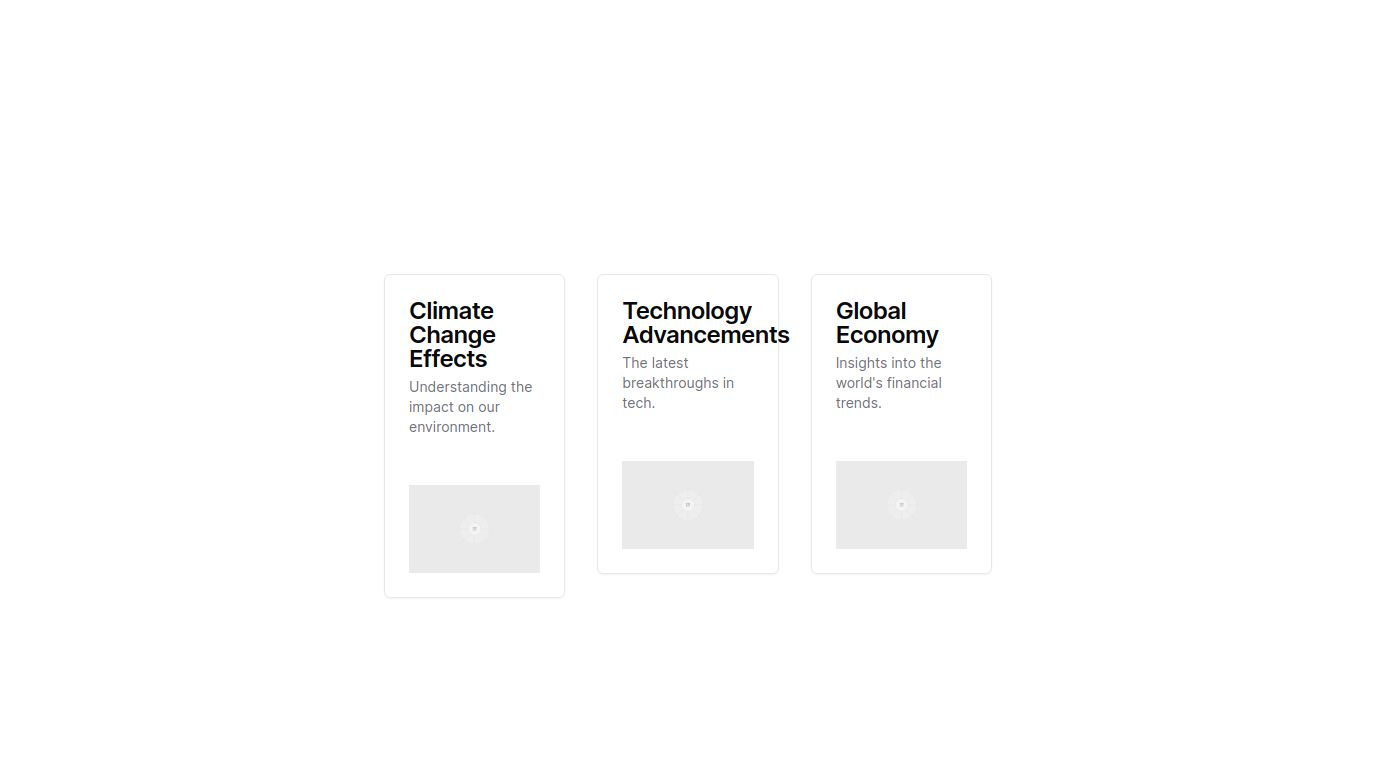 Climate
Change
Effects
Understanding the
impact on our
environment.
Technology
Advancements
The latest
breakthroughs in
tech.
Global
Economy
Insights into the
world's financial
trends.